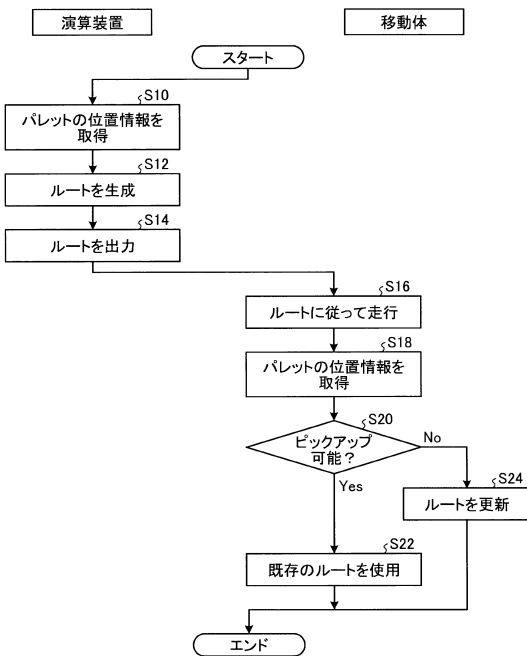 演算装置
移動体
スタート
S10
パレットの位置情報を
取得
S12
ルートを生成
S14
ルートを出力
S16
ルートに従って走行
S18
パレットの位置情報を
取得
S20
ピックアップ
可能？
No
Yes
S24
ルートを更新
S22
既存のルートを使用
エンド